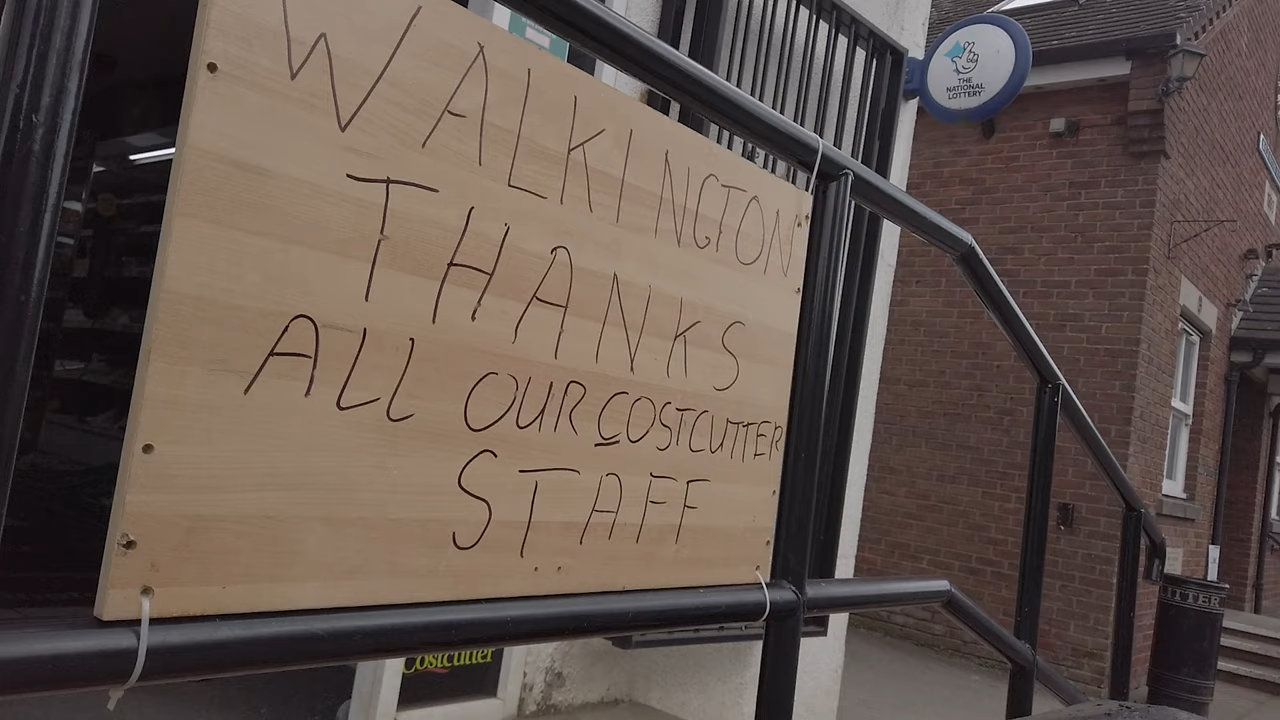 WALKINGTON
THANKS
ALL OUR COSTCUTTER
STAFF
THE
NATIONAL
LOTTERY
Costcutter
LITTER